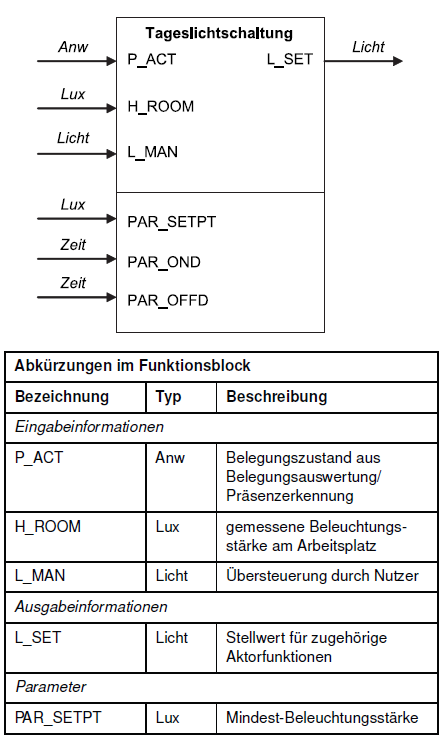 Tageslichtschaltung
Anw
P_ACT
L_SET
Licht
Lux
H_ROOM
Licht
L_MAN
Lux
PAR_SETPT
Zeit
PAR_OND
Zeit
PAR_OFFD
Abkürzungen im Funktionsblock
Bezeichnung Typ Beschreibung
Eingabeinformationen
P_ACT Anw Belegungszustand aus
Belegungsauswertung/
Präsenzerkennung
H_ROOM Lux gemessene Beleuchtungs-
stärke am Arbeitsplatz
L_MAN Licht Übersteuerung durch Nutzer
Ausgabeinformationen
L_SET Licht Stellwert für zugehörige
Aktorfunktionen
Parameter
PAR_SETPT Lux Mindest-Beleuchtungsstärke